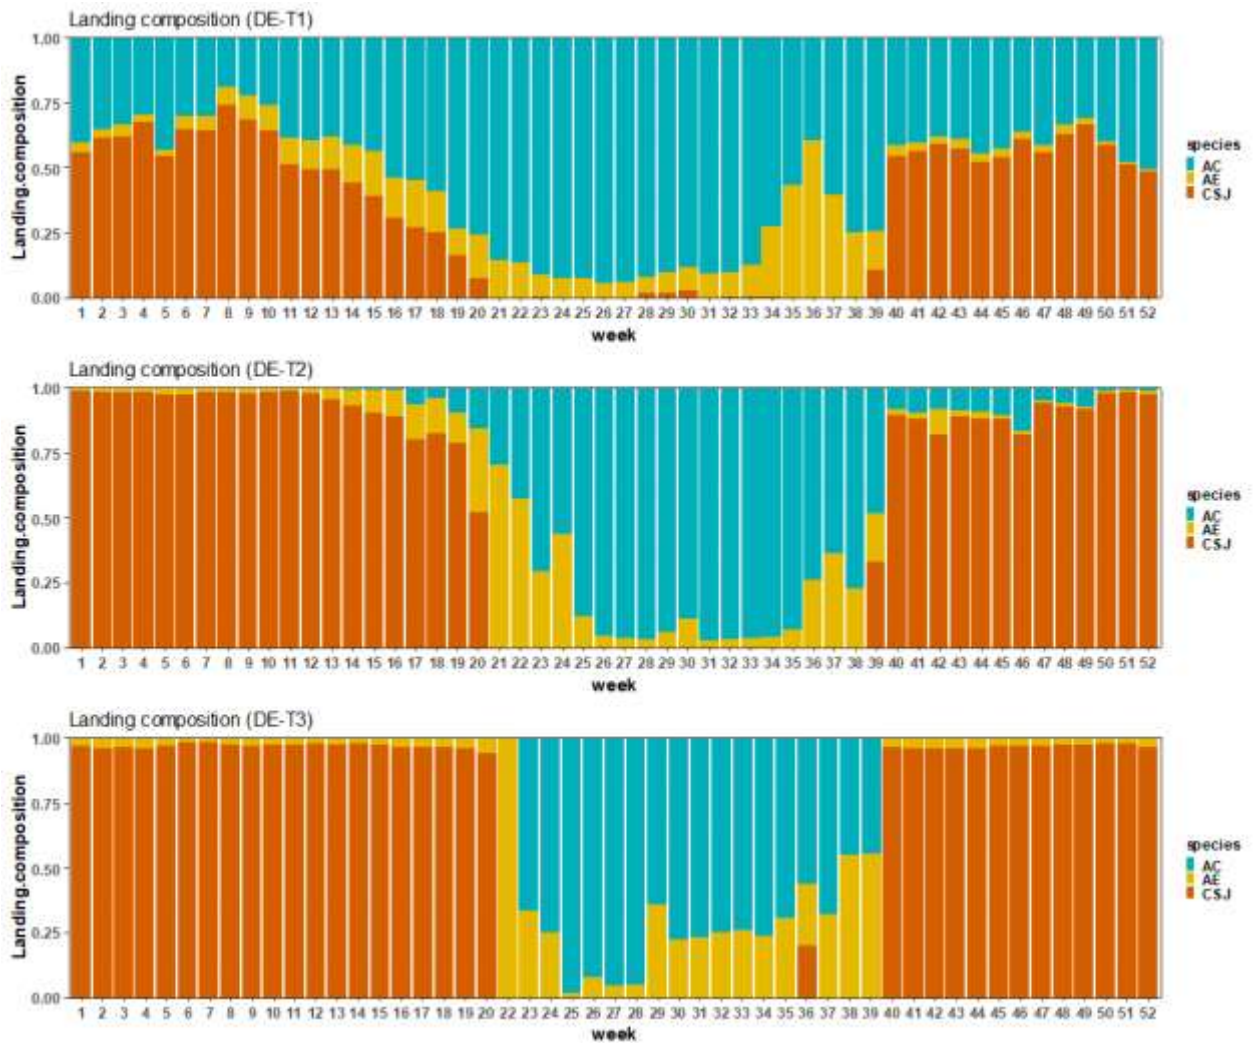 Landing composition (DE-T1)
1.00
0.75
0.50
0.25
0.00
Landing.composition
1 2 3 4 5 6 7 8 9 10 11 12 13 14 15 16 17 18 19 20 21 22 23 24 25 26 27 28 29 30 31 32 33 34 35 36 37 38 39 40 41 42 43 44 45 46 47 48 49 50 51 52
week
species
AC
AE
CSJ
Landing composition (DE-T2)
1.00
0.75
0.50
0.25
0.00
Landing.composition
1 2 3 4 5 6 7 8 9 10 11 12 13 14 15 16 17 18 19 20 21 22 23 24 25 26 27 28 29 30 31 32 33 34 35 36 37 38 39 40 41 42 43 44 45 46 47 48 49 50 51 52
week
species
AC
AE
CSJ
Landing composition (DE-T3)
1.00
0.75
0.50
0.25
0.00
Landing.composition
1 2 3 4 5 6 7 8 9 10 11 12 13 14 15 16 17 18 19 20 22 23 24 25 26 27 28 29 30 31 32 33 34 35 36 37 38 39 40 41 42 43 44 45 46 47 48 49 50 51 52
week
species
AC
AE
CSJ